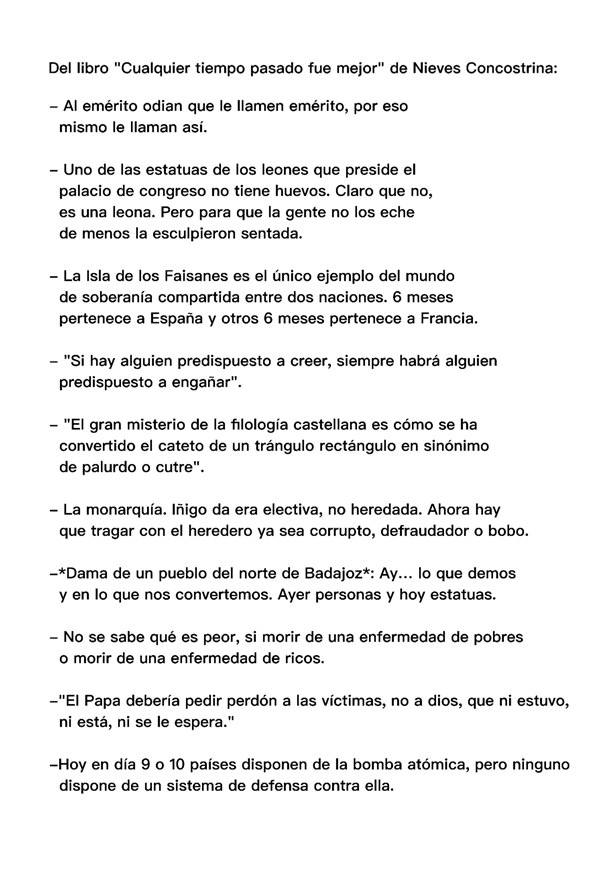 Del libro "Cualquier tiempo pasado fue mejor" de Nieves Concostrina:
– Al emérito odian que le llamen emérito, por eso
mismo le llaman así.
– Uno de las estatuas de los leones que preside el
palacio de congreso no tiene huevos. Claro que no,
es una leona. Pero para que la gente no los eche
de menos la esculpieron sentada.
– La Isla de los Faisanes es el único ejemplo del mundo
de soberanía compartida entre dos naciones. 6 meses
pertenece a España y otros 6 meses pertenece a Francia.
– "Si hay alguien predispuesto a creer, siempre habrá alguien
predispuesto a engañar".
– "El gran misterio de la filología castellana es cómo se ha
convertido el cateto de un trángulo rectángulo en sinónimo
de palurdo o cutre".
– La monarquía. Iñigo da era electiva, no heredada. Ahora hay
que tragar con el heredero ya sea corrupto, defraudador o bobo.
–*Dama de un pueblo del norte de Badajoz*: Ay... lo que demos
y en lo que nos convertemos. Ayer personas y hoy estatuas.
– No se sabe qué es peor, si morir de una enfermedad de pobres
o morir de una enfermedad de ricos.
–"El Papa debería pedir perdón a las víctimas, no a dios, que ni estuvo,
ni está, ni se le espera."
–Hoy en día 9 o 10 países disponen de la bomba atómica, pero ninguno
dispone de un sistema de defensa contra ella.